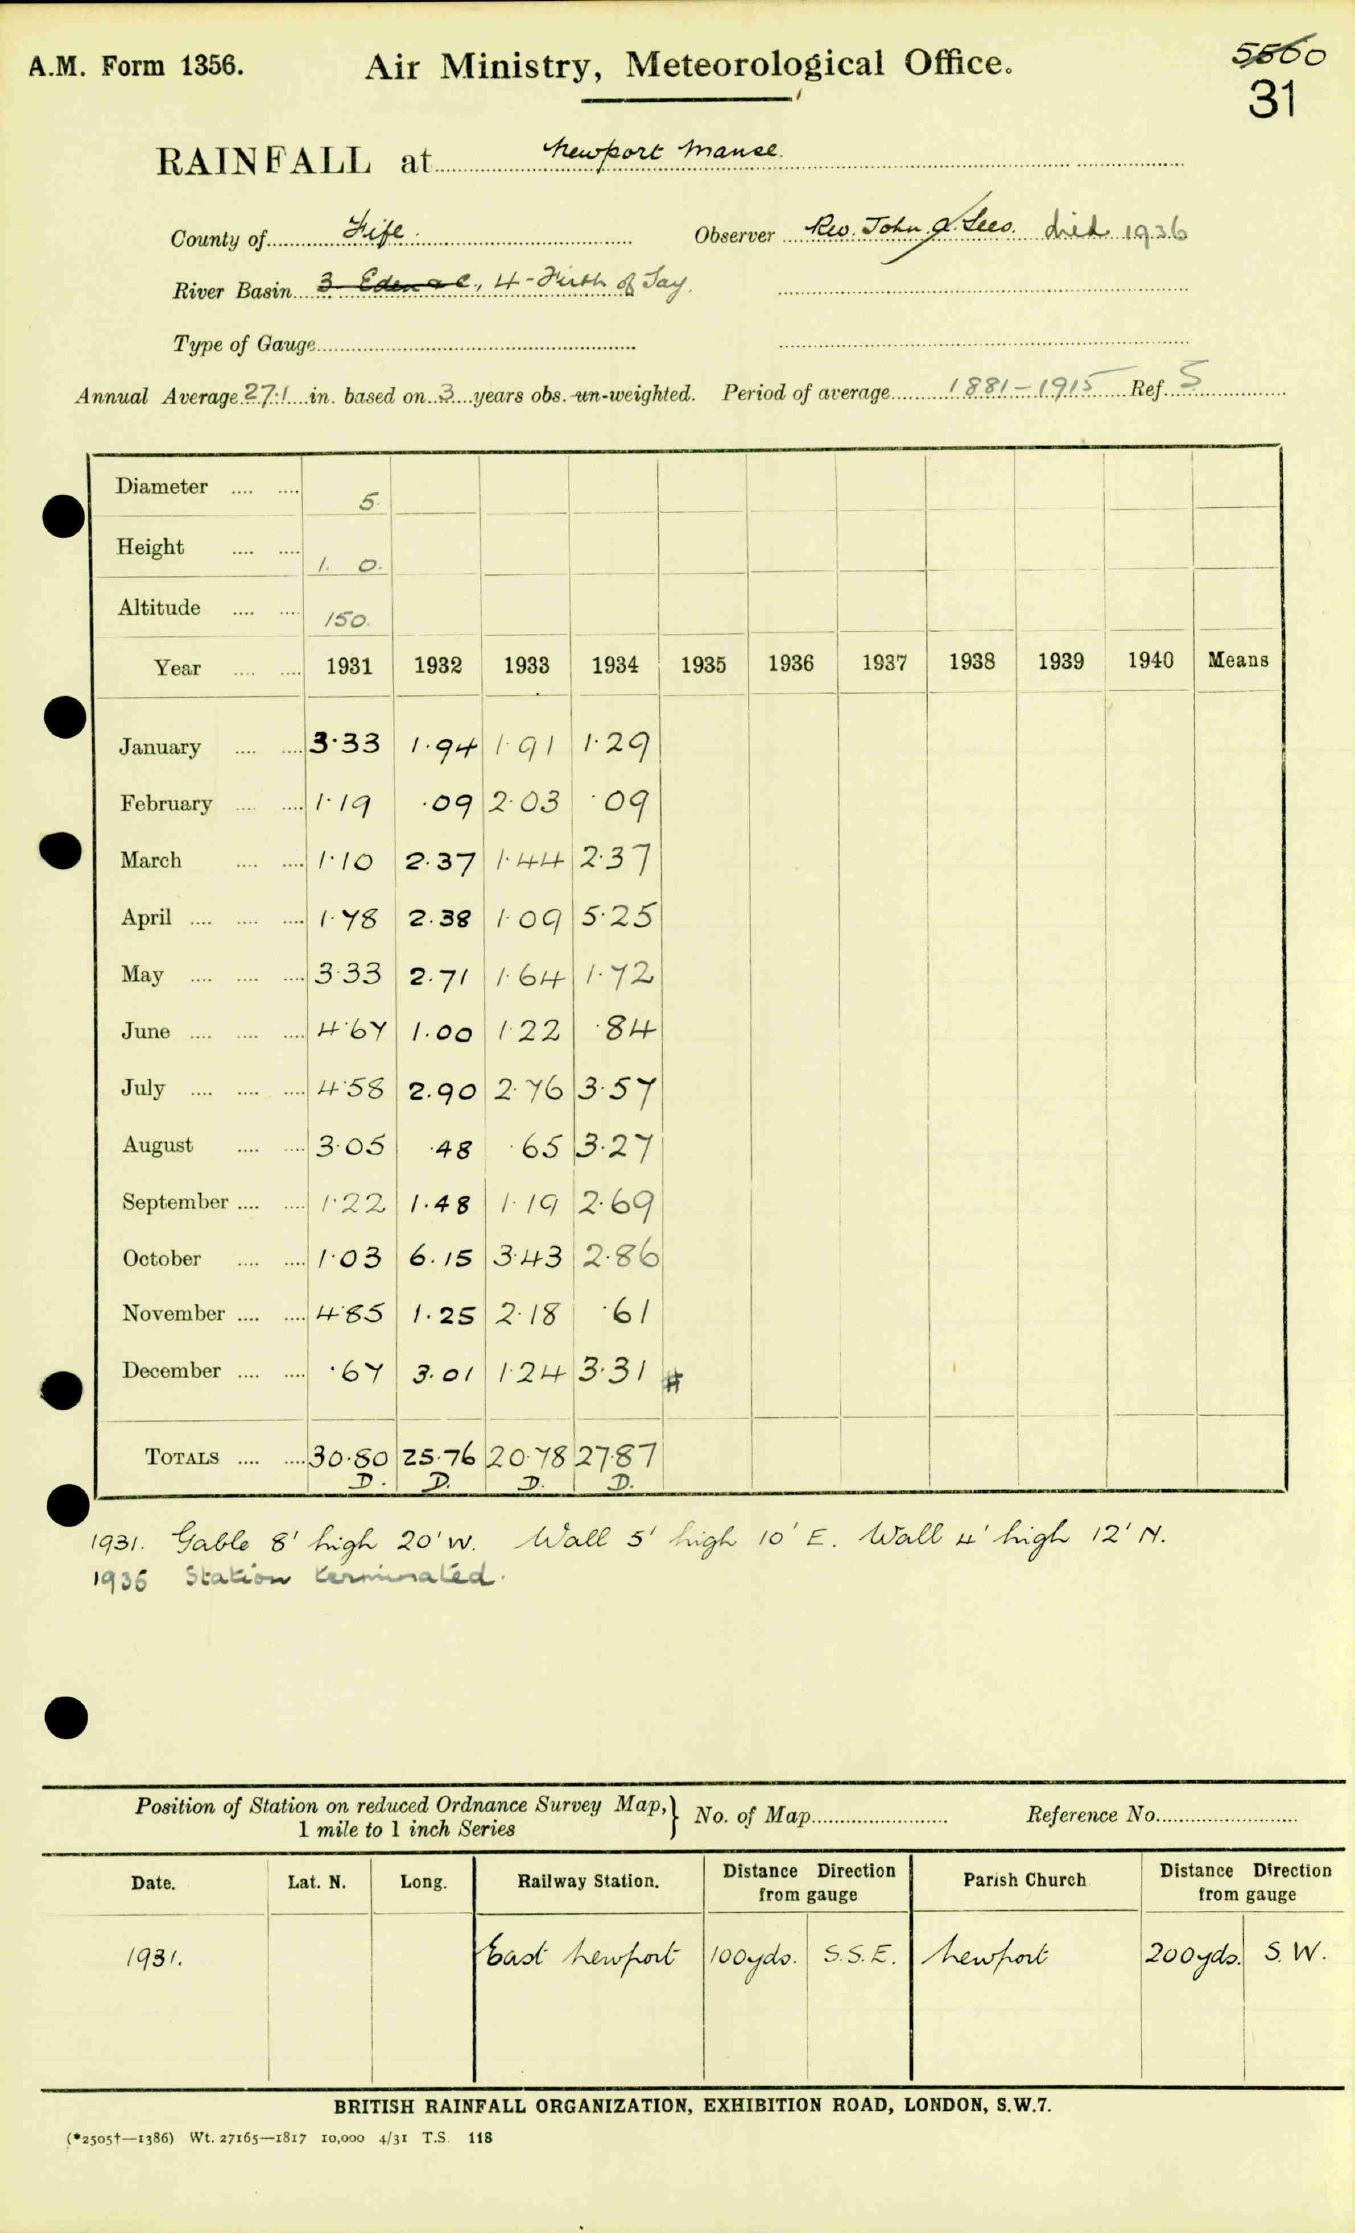 A.M. Form 1356. Air Ministry, Meteorological Office. 5560
31
RAINFALL at Newport Manse.
County of Fife. Observer Rev. John A. Lees. died 1936
River Basin 3 Eden &c., 4 - Firth of Tay.
Type of Gauge
Annual Average 27.1 in. based on 3 years obs. un-weighted. Period of average 1881-1915 Ref. S
Diameter .... .... 5.
Height .... .... 1. 0.
Altitude .... .... 150.
Year .... .... 1931 1932 1933 1934 1935 1936 1937 1938 1939 1940 Means
January .... .... 3.33 1.94 1.91 1.29
February .... .... 1.19 .09 2.03 .09
March .... .... 1.10 2.37 1.44 2.37
April .... .... .... 1.78 2.38 1.09 5.25
May .... .... .... 3.33 2.71 1.64 1.72
June .... .... .... 4.67 1.00 1.22 .84
July .... .... .... 4.58 2.90 2.76 3.57
August .... .... 3.05 .48 .65 3.27
September .... .... 1.22 1.48 1.19 2.69
October .... .... 1.03 6.15 3.43 2.86
November .... .... 4.85 1.25 2.18 .61
December .... .... .67 3.01 1.24 3.31 #
TOTALS .... .... 30.80 25.76 20.78 27.87
D. D. D. D.
1931. Gable 8' high 20' W. Wall 5' high 10' E. Wall 4' high 12' N.
1936 Station terminated.
Position of Station on reduced Ordnance Survey Map, } No. of Map Reference No.
1 mile to 1 inch Series
Date. Lat. N. Long. Railway Station. Distance Direction from gauge Parish Church Distance Direction from gauge
1931. East Newport 100yds. S.S.E. Newport 200yds. S.W.
BRITISH RAINFALL ORGANIZATION, EXHIBITION ROAD, LONDON, S.W.7.
(*2505†—1386) Wt. 27165—1817 10,000 4/31 T.S. 118